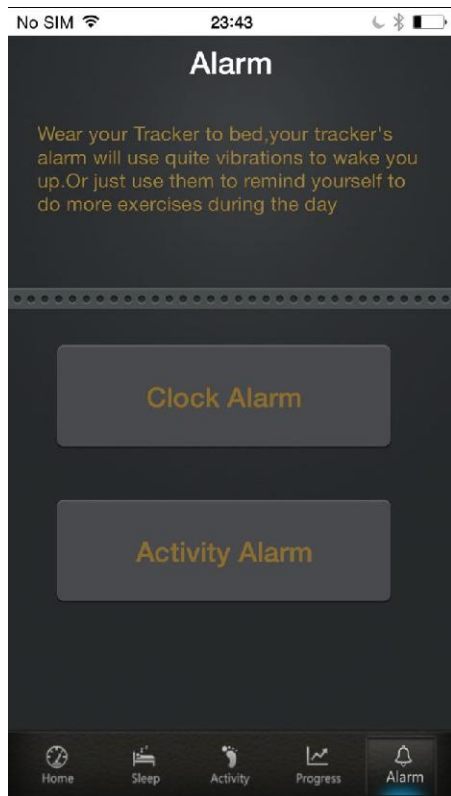 No SIM 23:43
Alarm
Wear your Tracker to bed,your tracker's
alarm will use quite vibrations to wake you
up.Or just use them to remind yourself to
do more exercises during the day
Clock Alarm
Activity Alarm
Home Sleep Activity Progress Alarm